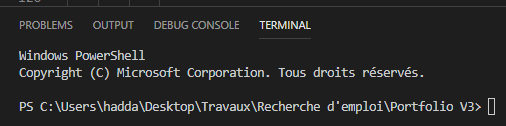 PROBLEMS OUTPUT DEBUG CONSOLE TERMINAL
Windows PowerShell
Copyright (C) Microsoft Corporation. Tous droits réservés.
PS C:\Users\hadda\Desktop\Travaux\Recherche d'emploi\Portfolio V3>